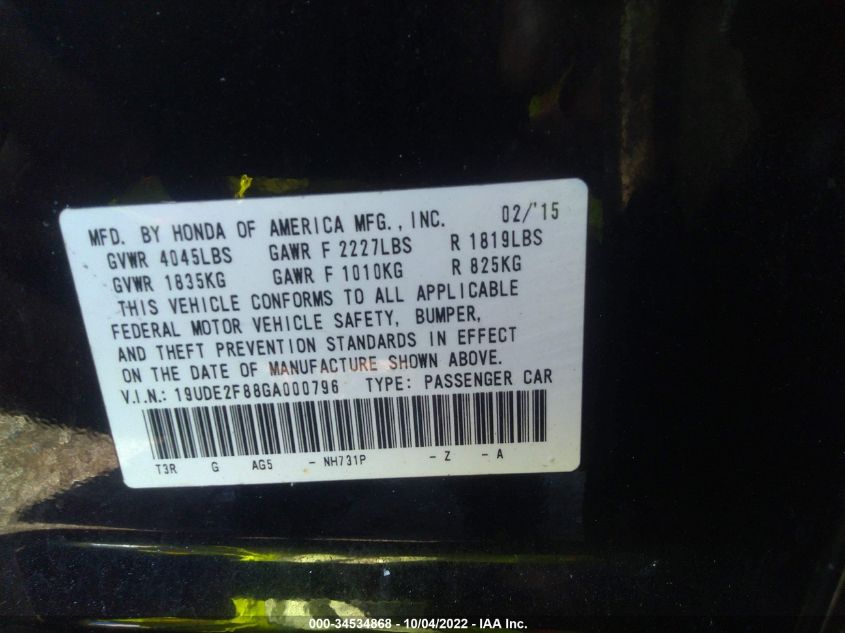 MFD. BY HONDA OF AMERICA MFG., INC. 02/'15
GVWR 4045LBS GAWR F 2227LBS R 1819LBS
GVWR 1835KG GAWR F 1010KG R 825KG
THIS VEHICLE CONFORMS TO ALL APPLICABLE
FEDERAL MOTOR VEHICLE SAFETY, BUMPER,
AND THEFT PREVENTION STANDARDS IN EFFECT
ON THE DATE OF MANUFACTURE SHOWN ABOVE.
V.I.N.: 19UDE2F88GA000796 TYPE: PASSENGER CAR
T3R G AG5 - NH731P - Z - A
000-34534868 - 10/04/2022 - IAA Inc.